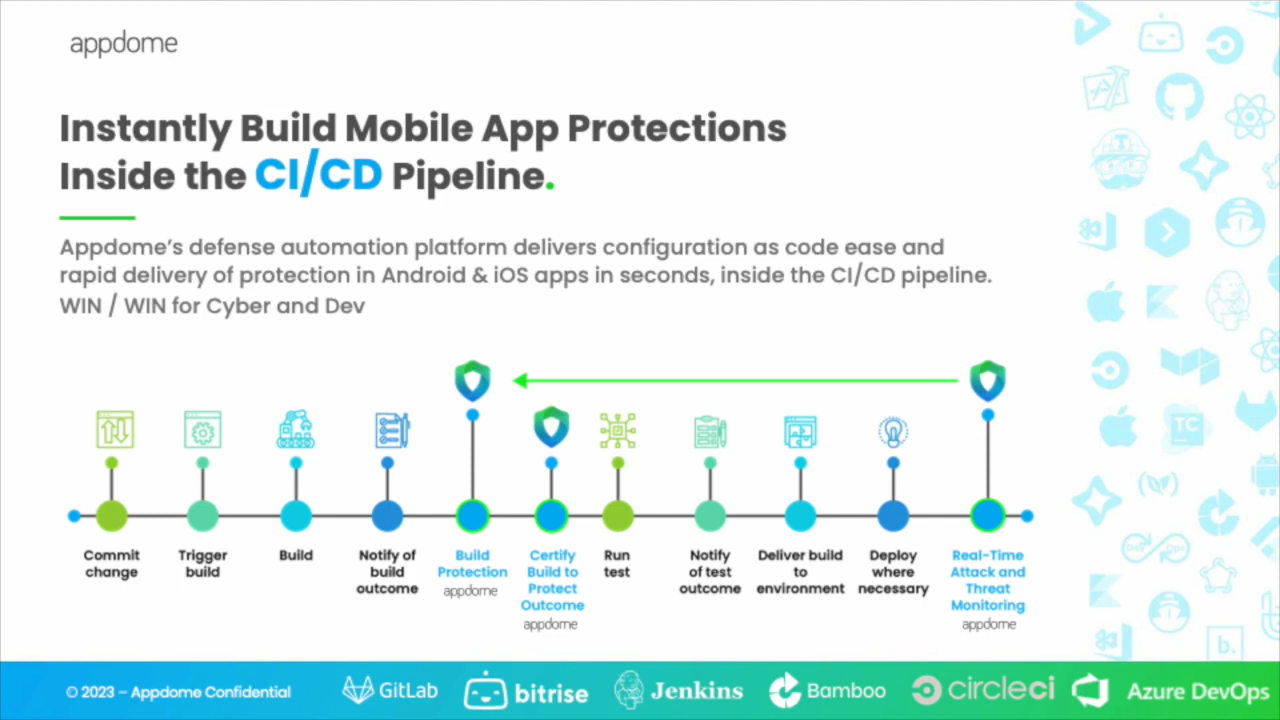 appdome
Instantly Build Mobile App Protections
Inside the CI/CD Pipeline.
Appdome's defense automation platform delivers configuration as code ease and
rapid delivery of protection in Android & iOS apps in seconds, inside the CI/CD pipeline.
WIN / WIN for Cyber and Dev
Commit
change
Trigger
build
Build
Notify of
build
outcome
Build
Protection
appdome
Certify
Build to
Protect
Outcome
appdome
Run
test
Notify
of test
outcome
Deliver build
to
environment
Deploy
where
necessary
Real-Time
Attack and
Threat
Monitoring
appdome
T
TC
Dev Ops
b.
© 2023 – Appdome Confidential
GitLab
bitrise
Jenkins
Bamboo
circleci
Azure DevOps